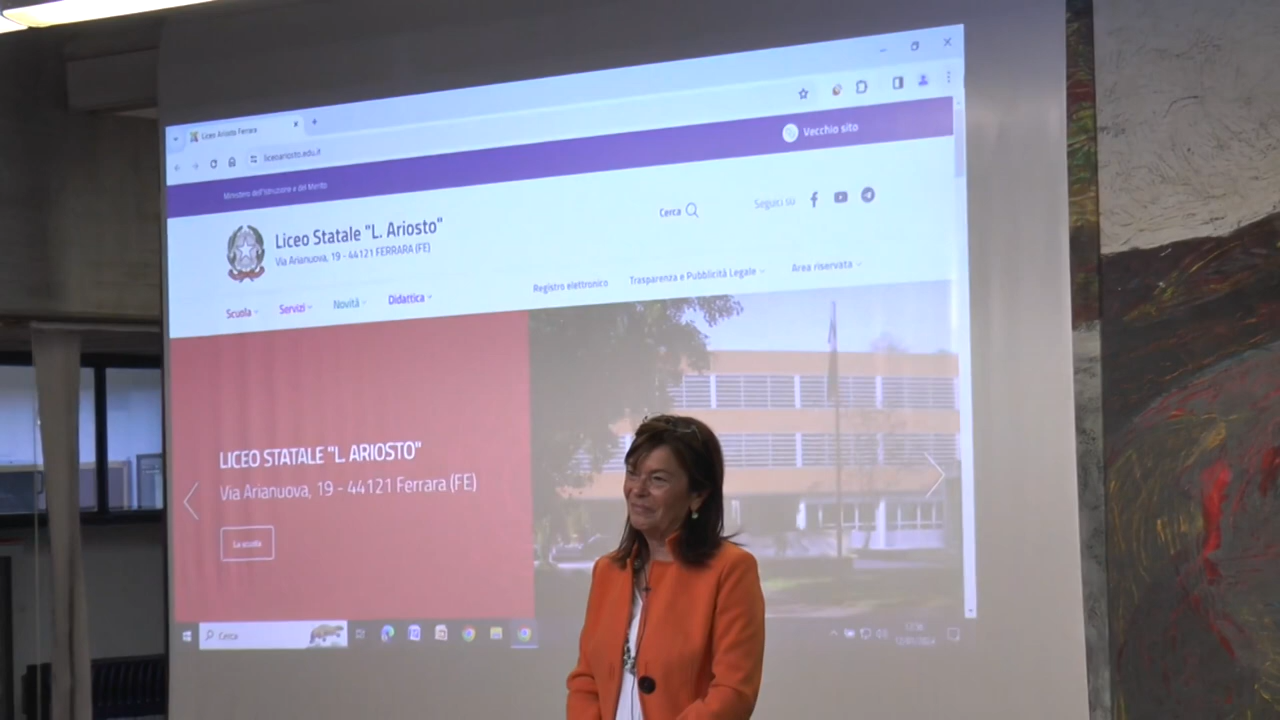 Liceo Ariosto Ferrara
liceoariosto.edu.it
Ministero dell'Istruzione e del Merito
Vecchio sito
Liceo Statale "L. Ariosto"
Via Arianuova, 19 - 44121 FERRARA (FE)
Cerca
Seguici su
Scuola
Servizi
Novità
Didattica
Registro elettronico
Trasparenza e Pubblicità Legale
Area riservata
LICEO STATALE "L. ARIOSTO"
Via Arianuova, 19 - 44121 Ferrara (FE)
La scuola
Cerca